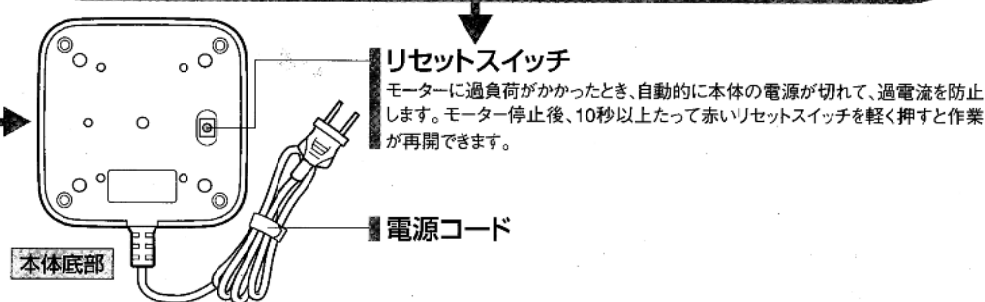 リセットスイッチ
モーターに過負荷がかかったとき、自動的に本体の電源が切れて、過電流を防止
します。モーター停止後、10秒以上たって赤いリセットスイッチを軽く押すと作業
が再開できます。
電源コード
本体底部